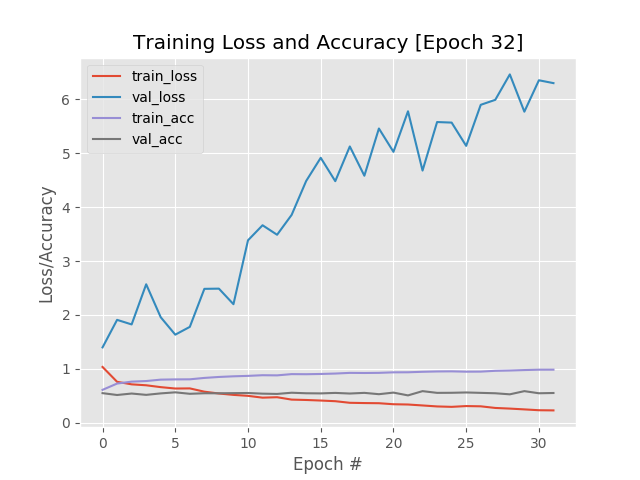 Training Loss and Accuracy [Epoch 32]
train_loss
val_loss
train_acc
val_acc
Loss/Accuracy
6
5
4
3
2
1
0
0 5 10 15 20 25 30
Epoch #